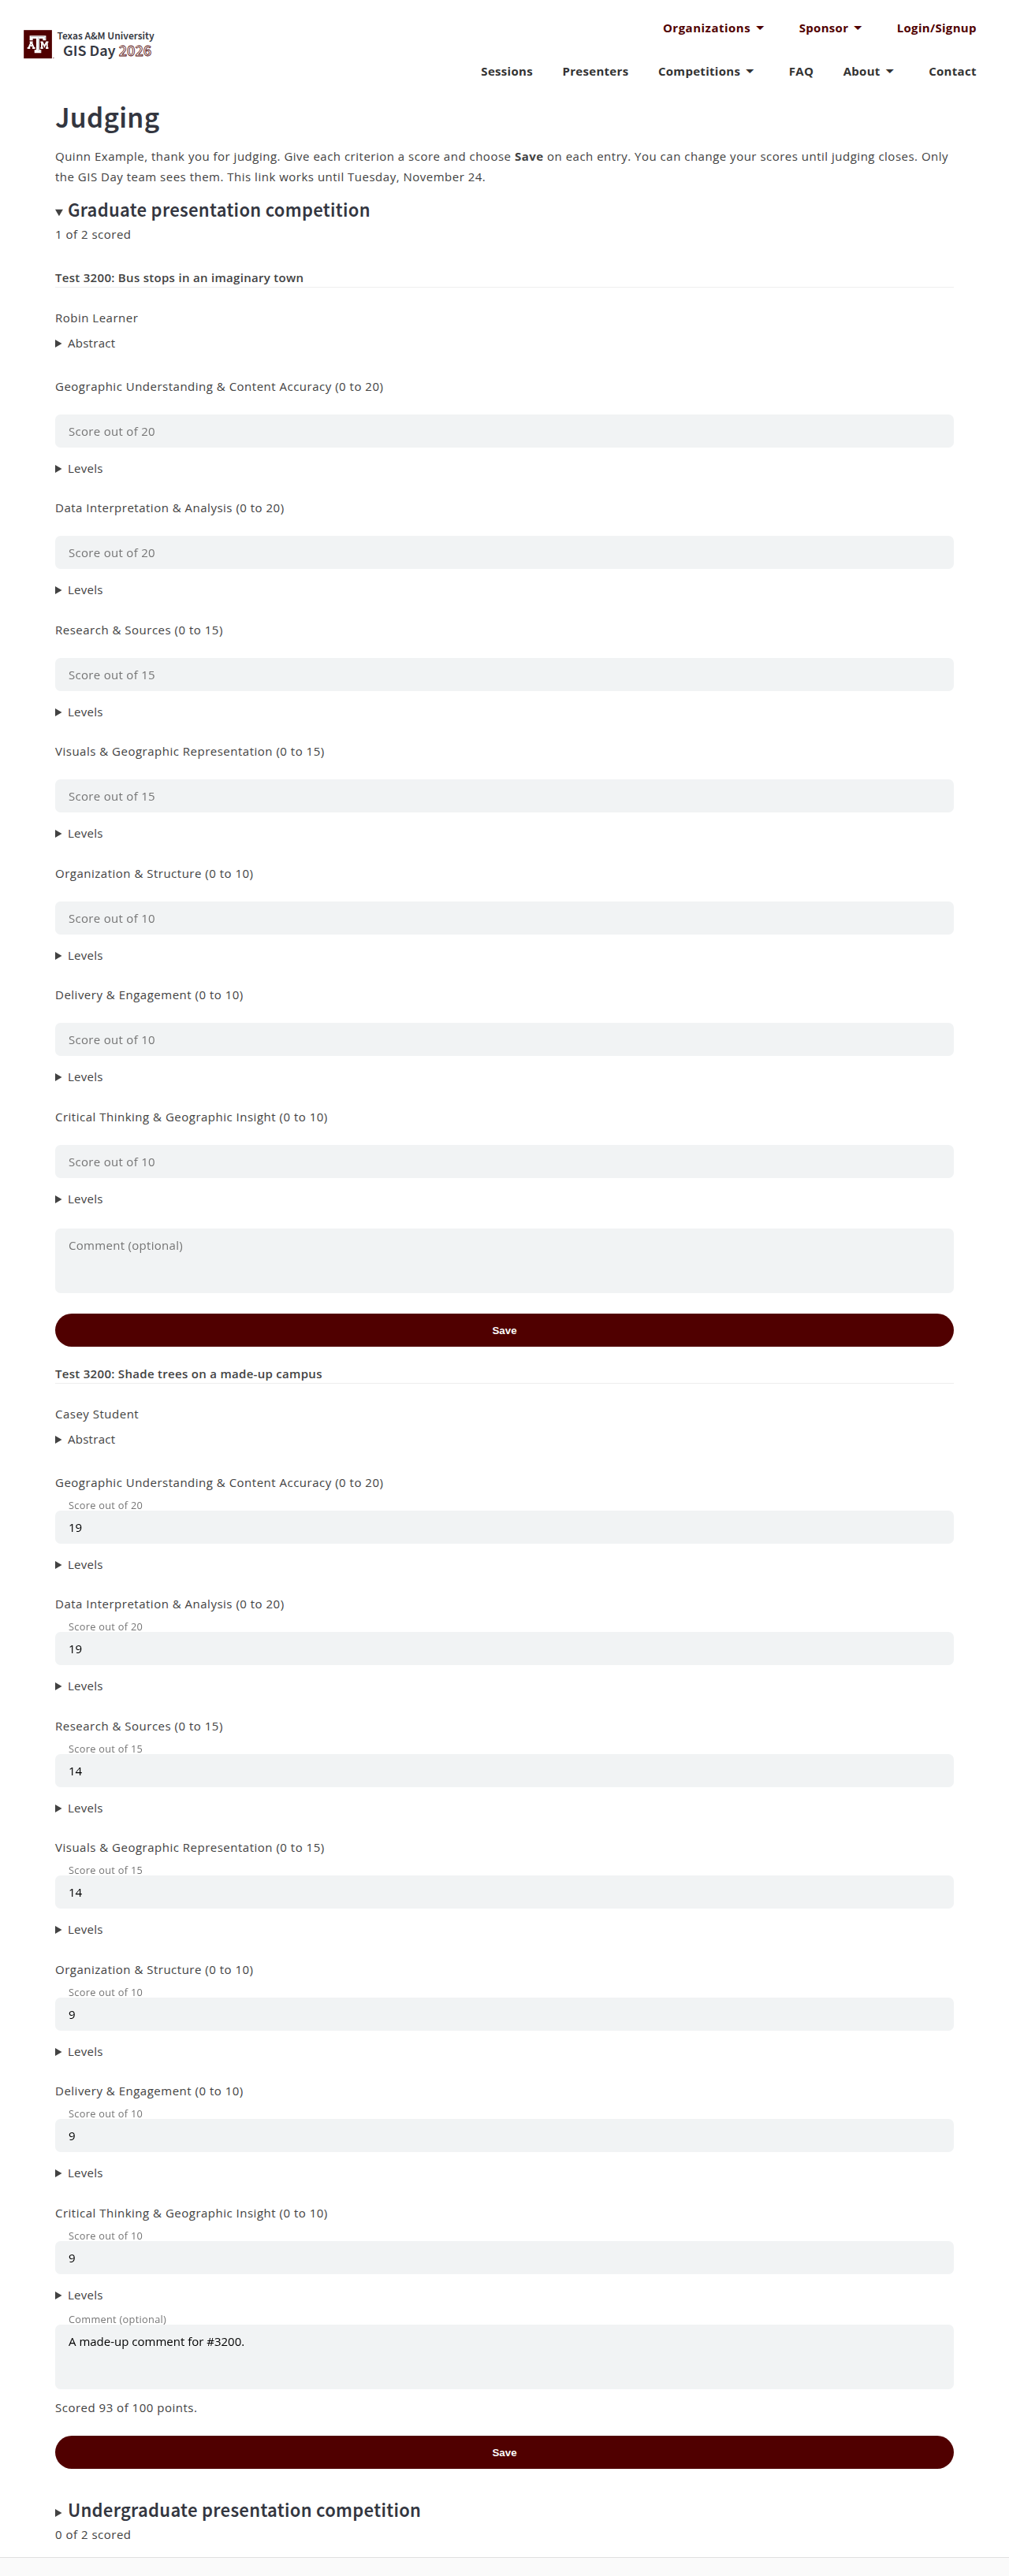 Texas A&M University
GIS Day 2026
Organizations
Sponsor
Login/Signup
Sessions
Presenters
Competitions
FAQ
About
Contact
Judging
Quinn Example, thank you for judging. Give each criterion a score and choose Save on each entry. You can change your scores until judging closes. Only
the GIS Day team sees them. This link works until Tuesday, November 24.
Graduate presentation competition
1 of 2 scored
Test 3200: Bus stops in an imaginary town
Robin Learner
Abstract
Geographic Understanding & Content Accuracy (0 to 20)
Score out of 20
Levels
Data Interpretation & Analysis (0 to 20)
Score out of 20
Levels
Research & Sources (0 to 15)
Score out of 15
Levels
Visuals & Geographic Representation (0 to 15)
Score out of 15
Levels
Organization & Structure (0 to 10)
Score out of 10
Levels
Delivery & Engagement (0 to 10)
Score out of 10
Levels
Critical Thinking & Geographic Insight (0 to 10)
Score out of 10
Levels
Comment (optional)
Save
Test 3200: Shade trees on a made-up campus
Casey Student
Abstract
Geographic Understanding & Content Accuracy (0 to 20)
Score out of 20
19
Levels
Data Interpretation & Analysis (0 to 20)
Score out of 20
19
Levels
Research & Sources (0 to 15)
Score out of 15
14
Levels
Visuals & Geographic Representation (0 to 15)
Score out of 15
14
Levels
Organization & Structure (0 to 10)
Score out of 10
9
Levels
Delivery & Engagement (0 to 10)
Score out of 10
9
Levels
Critical Thinking & Geographic Insight (0 to 10)
Score out of 10
9
Levels
Comment (optional)
A made-up comment for #3200.
Scored 93 of 100 points.
Save
Undergraduate presentation competition
0 of 2 scored